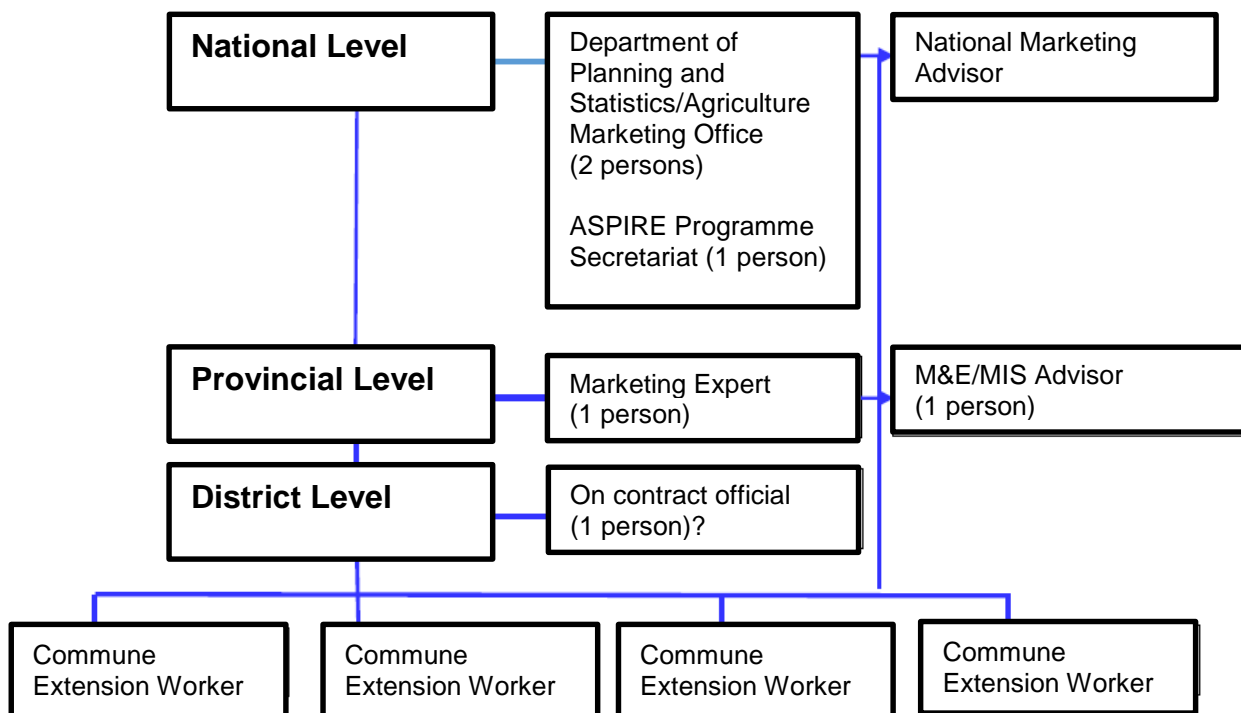 National Level
Department of
Planning and
Statistics/Agriculture
Marketing Office
(2 persons)
ASPIRE Programme
Secretariat (1 person)
National Marketing
Advisor
Provincial Level
Marketing Expert
(1 person)
M&E/MIS Advisor
(1 person)
District Level
On contract official
(1 person)?
Commune
Extension Worker
Commune
Extension Worker
Commune
Extension Worker
Commune
Extension Worker